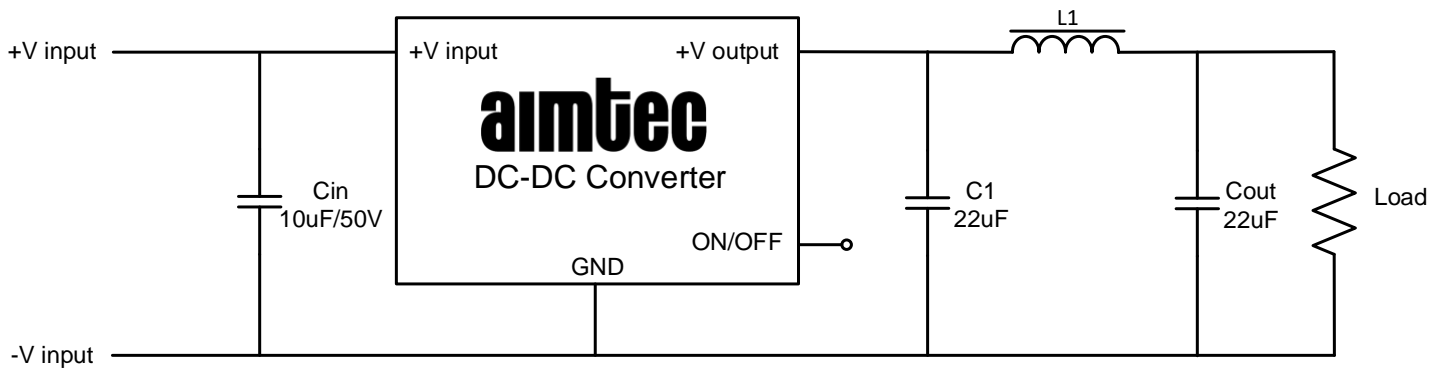 L1
+V input
+V input
+V output
aimtec
DC-DC Converter
Cin
10uF/50V
C1
22uF
Cout
22uF
Load
ON/OFF
GND
-V input